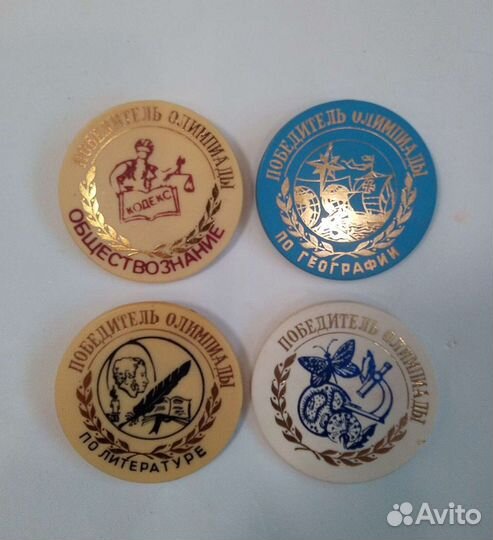 ПОБЕДИТЕЛЬ ОЛИМПИАДЫ
КОДЕКС
ОБЩЕСТВОЗНАНИЕ
ПОБЕДИТЕЛЬ ОЛИМПИАДЫ
ПО ГЕОГРАФИИ
ПОБЕДИТЕЛЬ ОЛИМПИАДЫ
ПО ЛИТЕРАТУРЕ
ПОБЕДИТЕЛЬ ОЛИМПИАДЫ
Avito